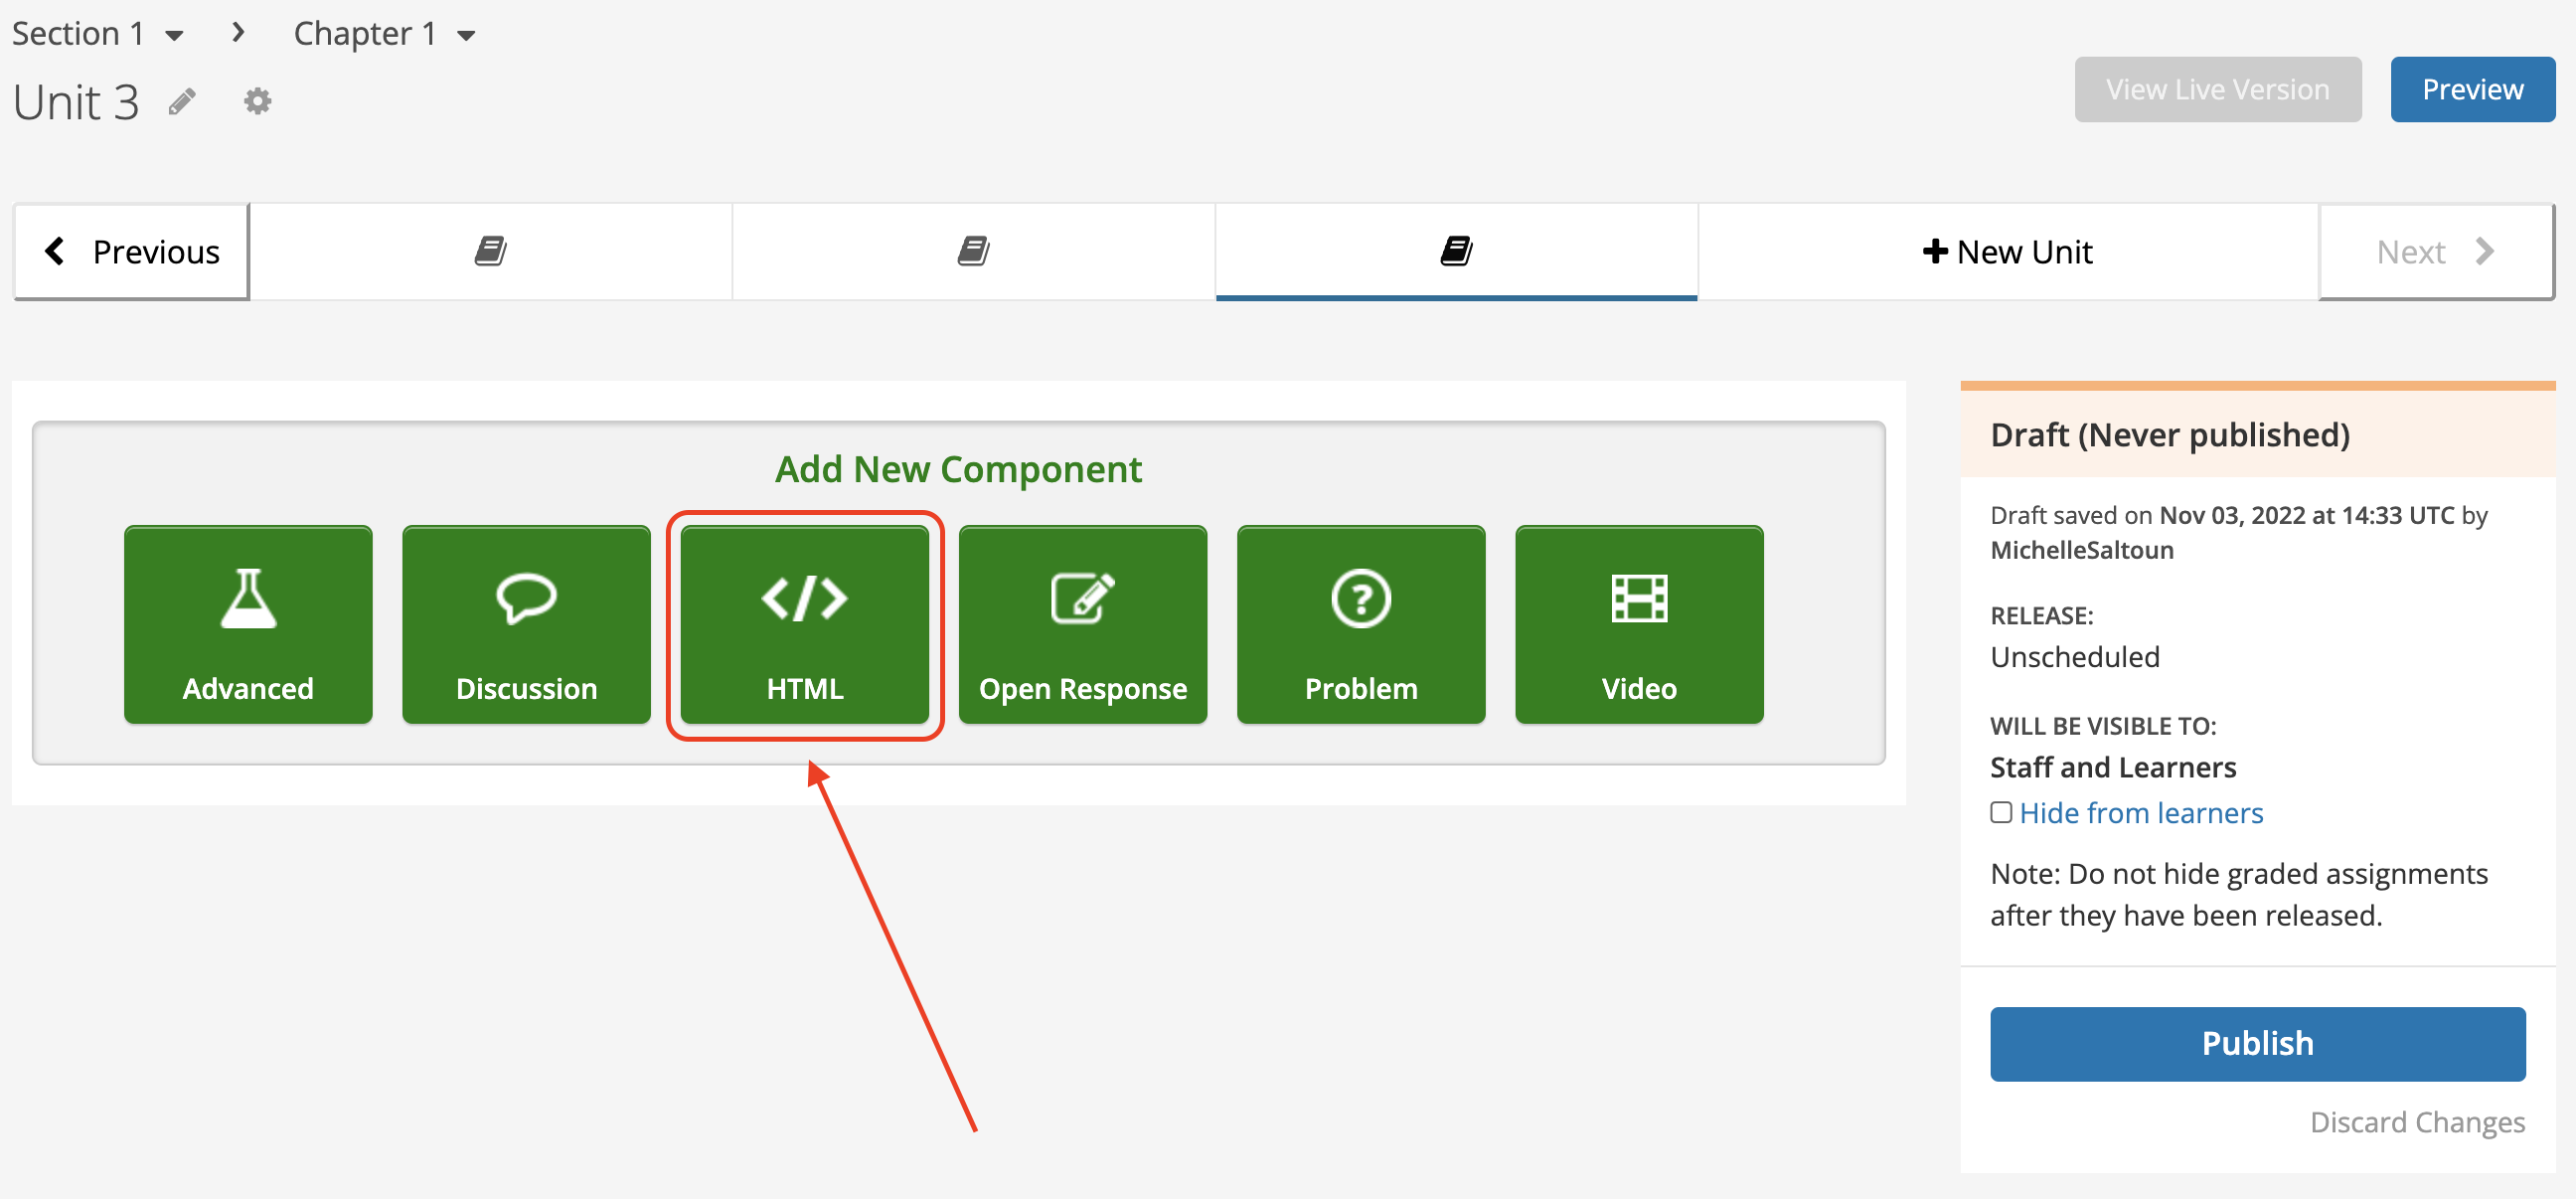 Section 1 Chapter 1
Unit 3
View Live Version Preview
Previous New Unit Next
Add New Component
Advanced Discussion HTML Open Response Problem Video
Draft (Never published)
Draft saved on Nov 03, 2022 at 14:33 UTC by
MichelleSaltoun
RELEASE:
Unscheduled
WILL BE VISIBLE TO:
Staff and Learners
Hide from learners
Note: Do not hide graded assignments
after they have been released.
Publish
Discard Changes